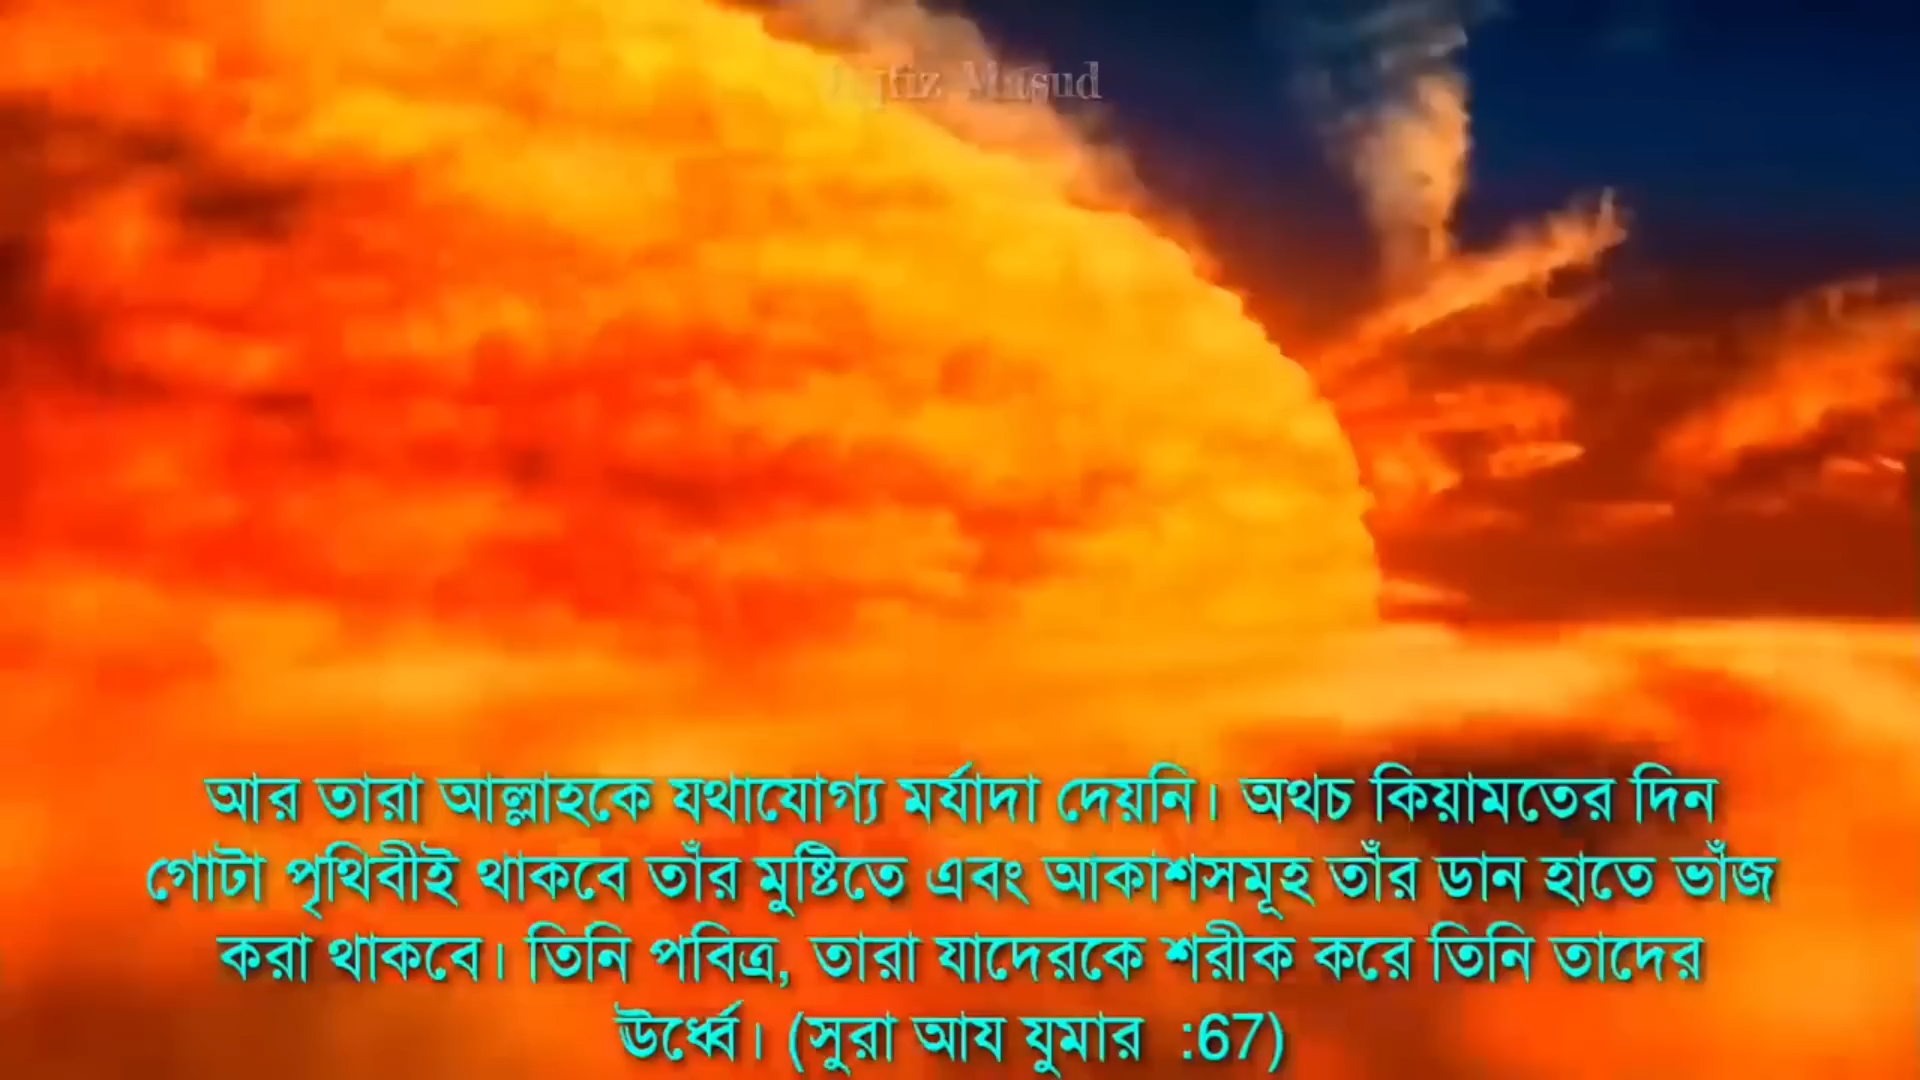 Masud
আর তারা আল্লাহকে যথাযোগ্য মর্যাদা দেয়নি। অথচ কিয়ামতের দিন
গোটা পৃথিবীই থাকবে তাঁর মুষ্টিতে এবং আকাশসমূহ তাঁর ডান হাতে ভাঁজ
করা থাকবে। তিনি পবিত্র, তারা যাদেরকে শরীক করে তিনি তাদের
ঊর্ধ্বে। (সুরা আয যুমার :67)